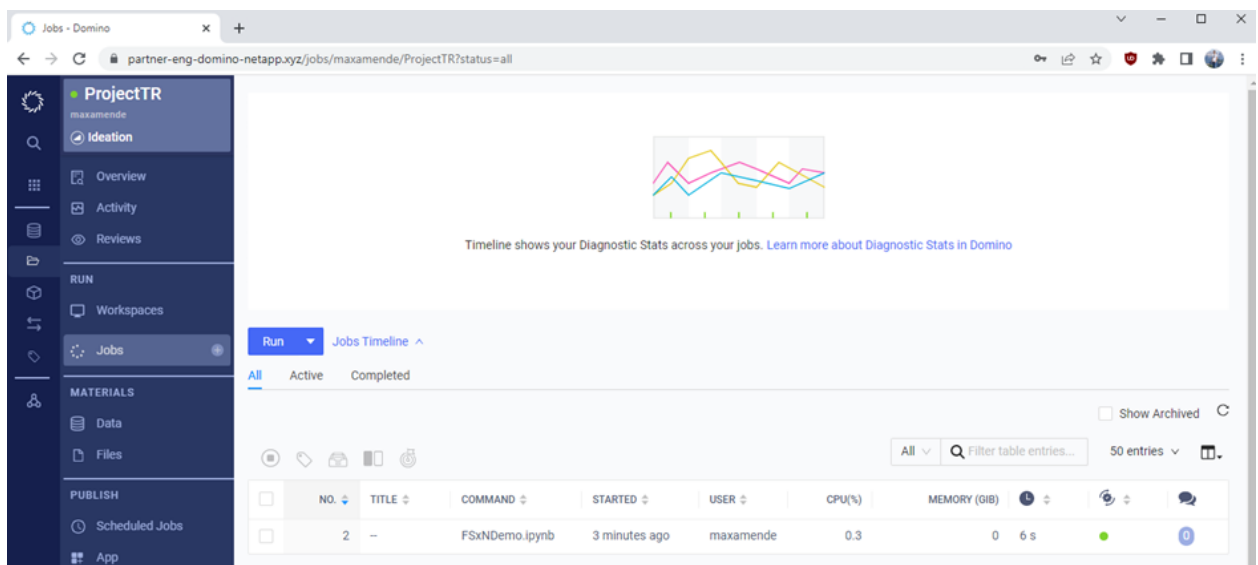 Jobs - Domino
partner-eng-domino-netapp.xyz/jobs/maxamende/ProjectTR?status=all
ProjectTR
maxamende
Ideation
Overview
Activity
Reviews
RUN
Workspaces
Jobs
MATERIALS
Data
Files
PUBLISH
Scheduled Jobs
App
Timeline shows your Diagnostic Stats across your jobs. Learn more about Diagnostic Stats in Domino
Run Jobs Timeline
All Active Completed
Show Archived
All Filter table entries... 50 entries
NO. TITLE COMMAND STARTED USER CPU(%) MEMORY (GIB)
2 -- FSxNDemo.ipynb 3 minutes ago maxamende 0.3 0 6 s 0